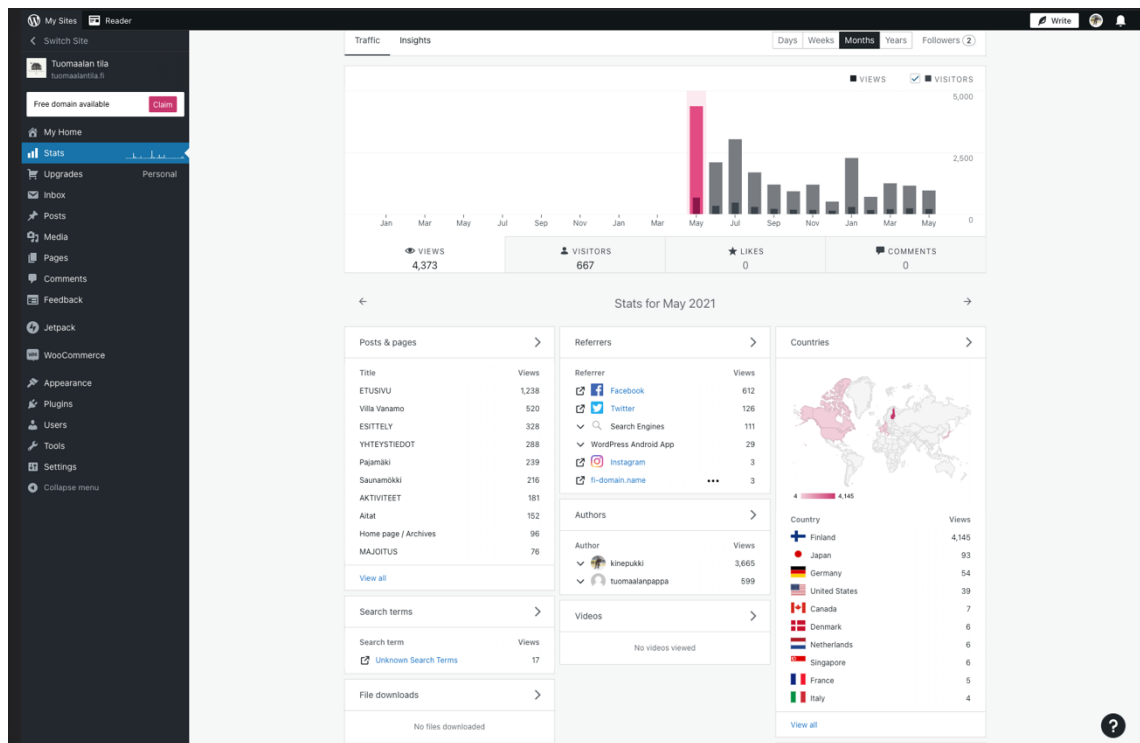 My Sites Reader Write
Switch Site
Tuomaalan tila
tuomaalantila.fi
Free domain available Claim
My Home
Stats
Upgrades Personal
Inbox
Posts
Media
Pages
Comments
Feedback
Jetpack
WooCommerce
Appearance
Plugins
Users
Tools
Settings
Collapse menu
Traffic Insights Days Weeks Months Years Followers 2
VIEWS VISITORS
5,000
2,500
0
Jan Mar May Jul Sep Nov Jan Mar May Jul Sep Nov Jan Mar May
VIEWS VISITORS LIKES COMMENTS
4,373 667 0 0
Stats for May 2021
Posts & pages
Title Views
ETUSIVU 1,238
Villa Vanamo 520
ESITTELY 328
YHTEYSTIEDOT 288
Pajamäki 239
Saunamökki 216
AKTIVITEET 181
Aitat 152
Home page / Archives 96
MAJOITUS 76
View all
Search terms
Search term Views
Unknown Search Terms 17
File downloads
No files downloaded
Referrers
Referrer Views
Facebook 612
Twitter 126
Search Engines 111
WordPress Android App 29
Instagram 3
fi-domain.name 3
Authors
Author Views
kinepukki 3,665
tuomaalanpappa 599
Videos
No videos viewed
Countries
4 4,145
Country Views
Finland 4,145
Japan 93
Germany 54
United States 39
Canada 7
Denmark 6
Netherlands 6
Singapore 6
France 5
Italy 4
View all
?